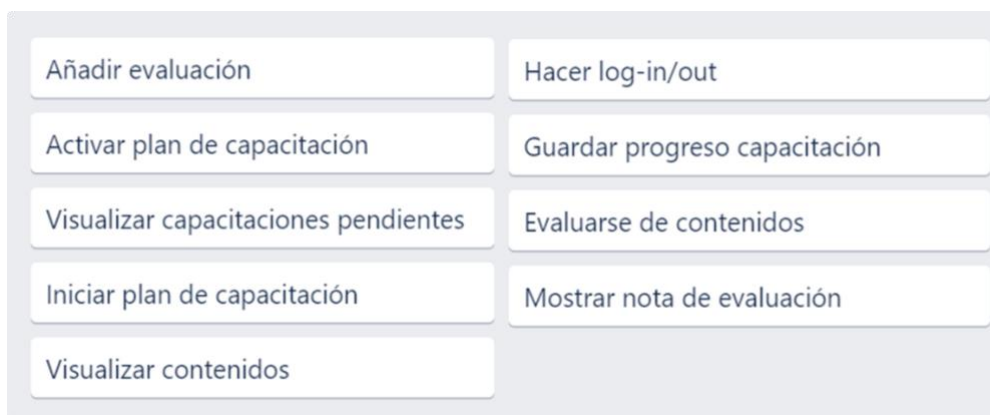 Añadir evaluación
Activar plan de capacitación
Visualizar capacitaciones pendientes
Iniciar plan de capacitación
Visualizar contenidos
Hacer log-in/out
Guardar progreso capacitación
Evaluarse de contenidos
Mostrar nota de evaluación